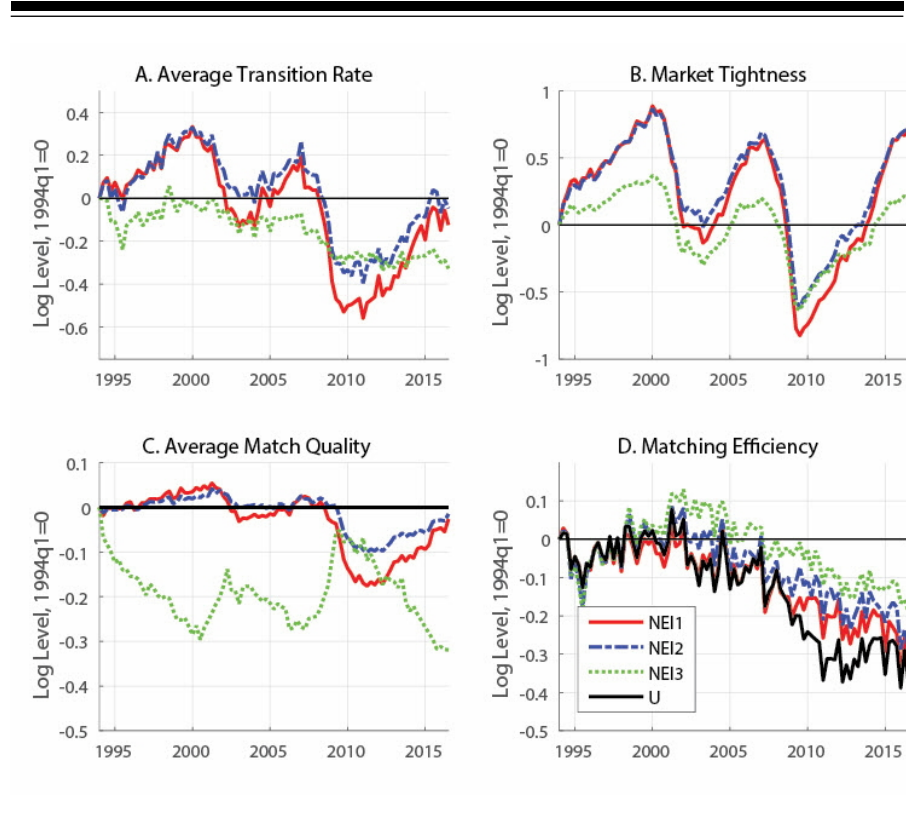 A. Average Transition Rate
Log Level, 1994q1=0
0.4
0.2
0
-0.2
-0.4
-0.6
1995 2000 2005 2010 2015
B. Market Tightness
Log Level, 1994q1=0
1
0.5
0
-0.5
-1
1995 2000 2005 2010 2015
C. Average Match Quality
Log Level, 1994q1=0
0.1
0
-0.1
-0.2
-0.3
-0.4
-0.5
1995 2000 2005 2010 2015
D. Matching Efficiency
Log Level, 1994q1=0
0.1
0
-0.1
-0.2
-0.3
-0.4
-0.5
NEI1
NEI2
NEI3
U
1995 2000 2005 2010 2015